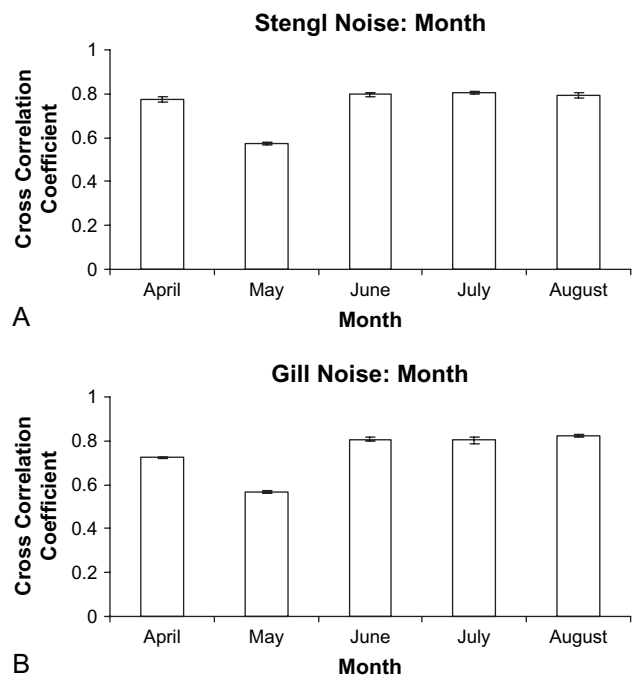 Stengl Noise: Month
Cross Correlation
Coefficient
1
0.8
0.6
0.4
0.2
0
April May June July August
Month
A
Gill Noise: Month
Cross Correlation
Coefficient
1
0.8
0.6
0.4
0.2
0
April May June July August
Month
B